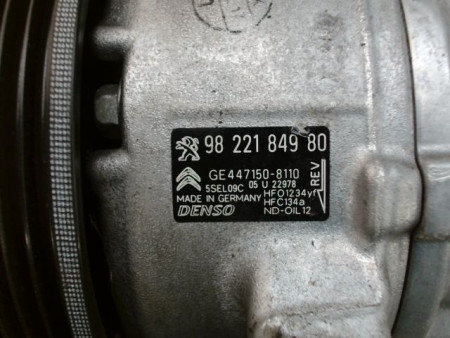 98 221 849 80
GE447150-8110
5SEL09C 05 U 22978
MADE IN GERMANY HFO1234yf
HFC134a
DENSO ND-OIL12
REV